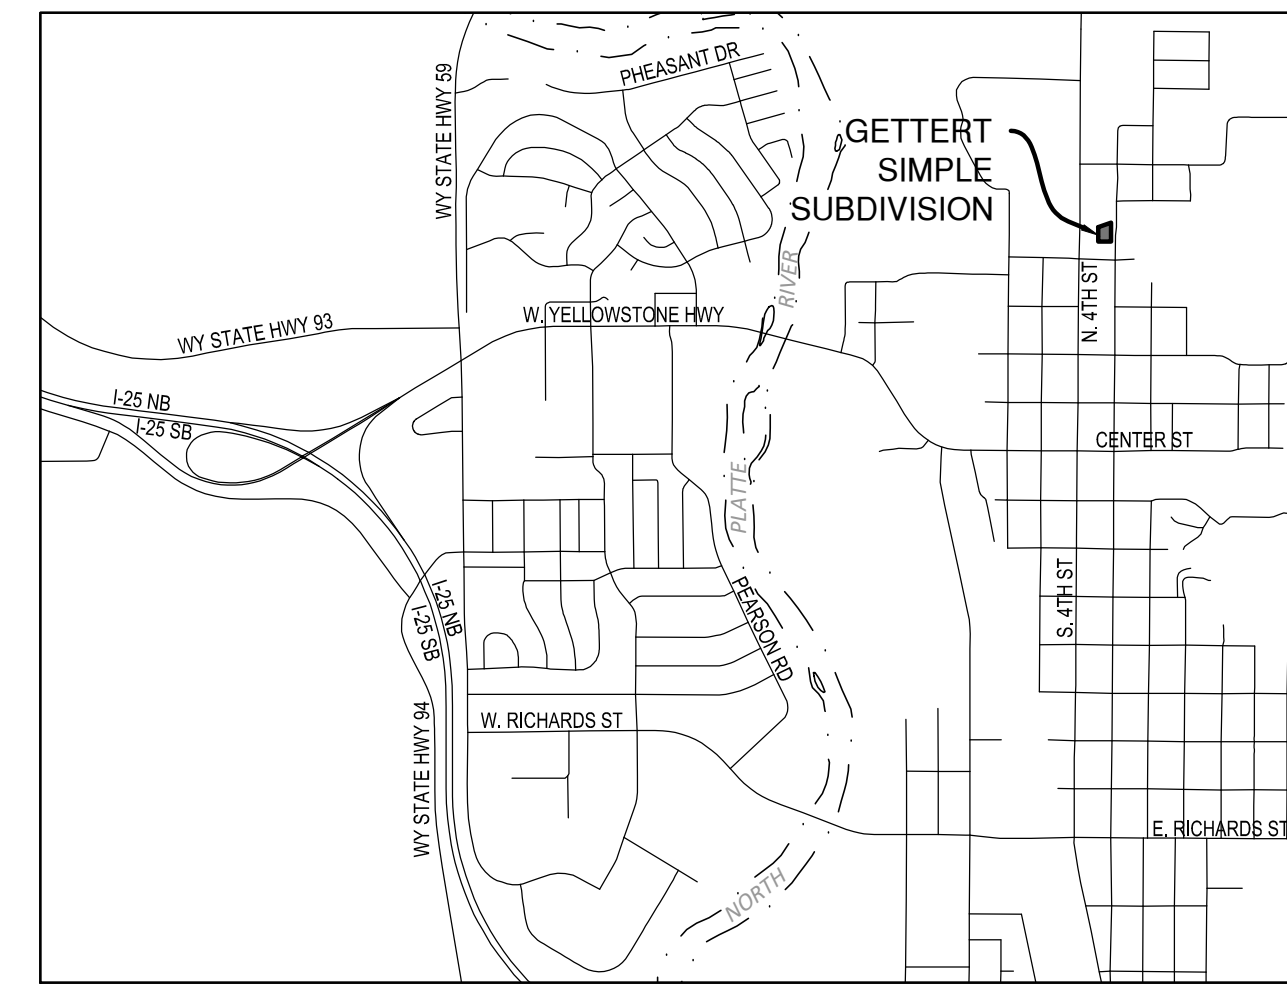 PHEASANT DR
WY STATE HWY 59
GETTERT
SIMPLE
SUBDIVISION
RIVER
N. 4TH ST
W. YELLOWSTONE HWY
WY STATE HWY 93
I-25 NB
I-25 SB
CENTER ST
PLATTE
S. 4TH ST
PEARSON RD
I-25 NB
I-25 SB
W. RICHARDS ST
WY STATE HWY 94
E. RICHARDS ST
NORTH